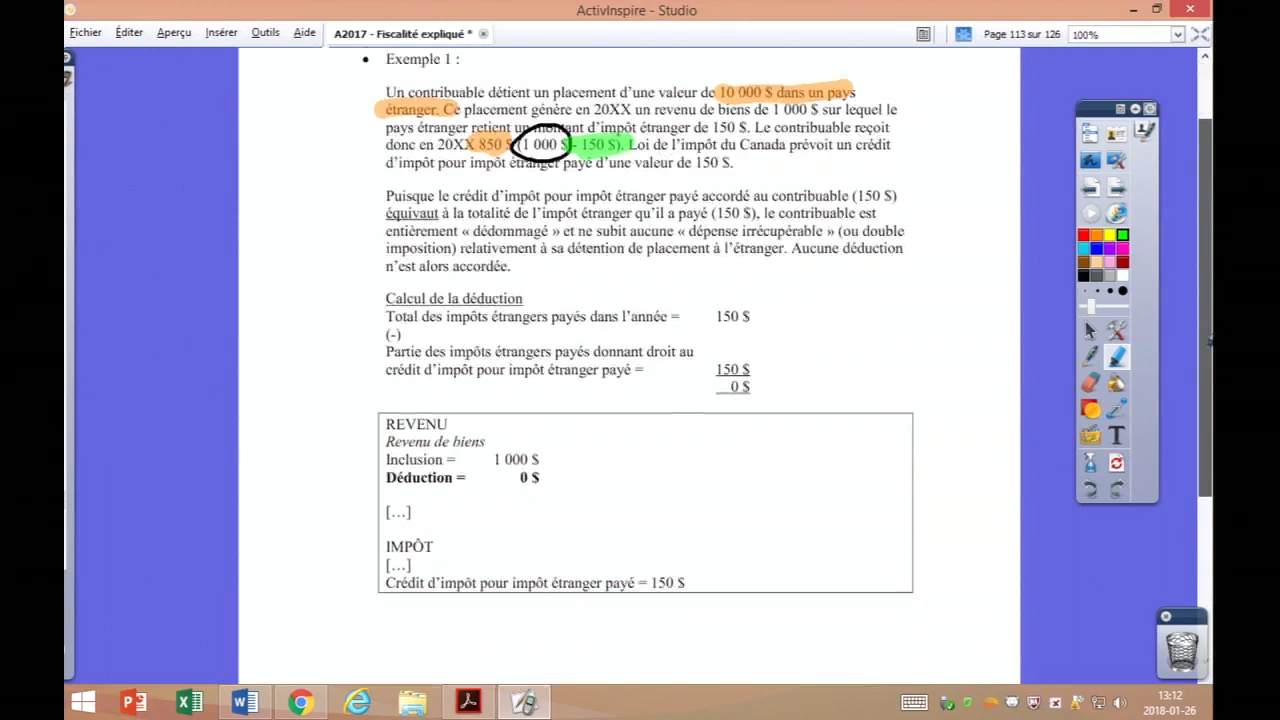 ActivInspire - Studio
Fichier Éditer Aperçu Insérer Outils Aide A2017 - Fiscalité expliqué * Page 113 sur 126 100%
• Exemple 1 :
Un contribuable détient un placement d’une valeur de 10 000 $ dans un pays
étranger. Ce placement génère en 20XX un revenu de biens de 1 000 $ sur lequel le
pays étranger retient un montant d’impôt étranger de 150 $. Le contribuable reçoit
donc en 20XX 850 $ (1 000 $ - 150 $). Loi de l’impôt du Canada prévoit un crédit
d’impôt pour impôt étranger payé d’une valeur de 150 $.
Puisque le crédit d’impôt pour impôt étranger payé accordé au contribuable (150 $)
équivaut à la totalité de l’impôt étranger qu’il a payé (150 $), le contribuable est
entièrement « dédommagé » et ne subit aucune « dépense irrécupérable » (ou double
imposition) relativement à sa détention de placement à l’étranger. Aucune déduction
n’est alors accordée.
Calcul de la déduction
Total des impôts étrangers payés dans l’année = 150 $
(-)
Partie des impôts étrangers payés donnant droit au
crédit d’impôt pour impôt étranger payé = 150 $
0 $
REVENU
Revenu de biens
Inclusion = 1 000 $
Déduction = 0 $
[…]
IMPÔT
[…]
Crédit d’impôt pour impôt étranger payé = 150 $
13:12
2018-01-26